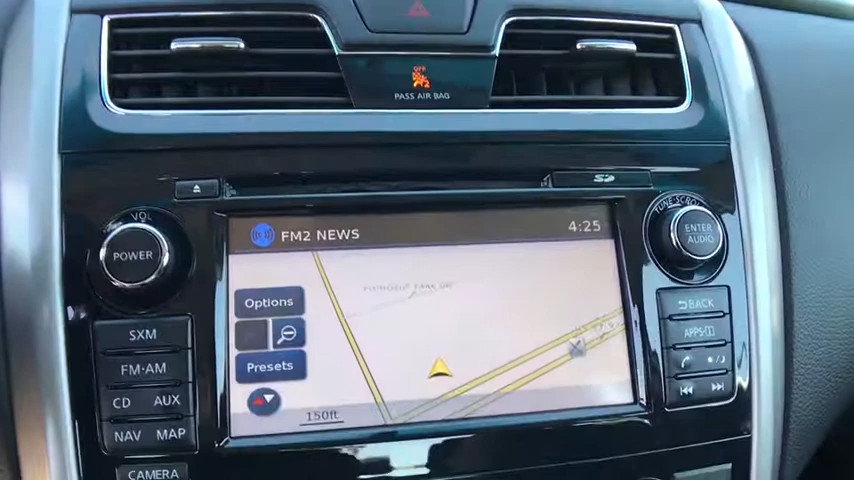 OFF
PASS AIR BAG
SD
VOL
TUNE·SCROLL
POWER
FM2 NEWS
4:25
ENTER
AUDIO
Options
Presets
150ft
SXM
FM·AM
CD
AUX
NAV
MAP
CAMERA
BACK
APPS·i